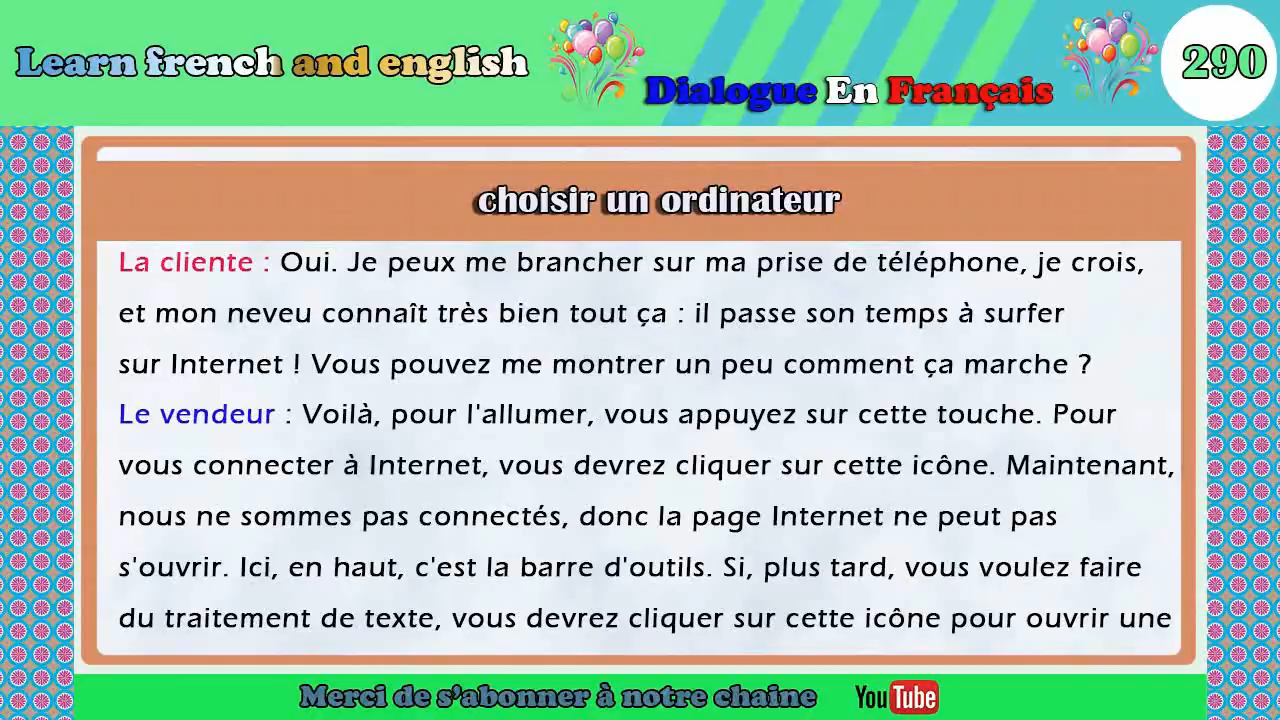 Learn french and english
Dialogue En Français
290
choisir un ordinateur
La cliente : Oui. Je peux me brancher sur ma prise de téléphone, je crois,
et mon neveu connaît très bien tout ça : il passe son temps à surfer
sur Internet ! Vous pouvez me montrer un peu comment ça marche ?
Le vendeur : Voilà, pour l'allumer, vous appuyez sur cette touche. Pour
vous connecter à Internet, vous devrez cliquer sur cette icône. Maintenant,
nous ne sommes pas connectés, donc la page Internet ne peut pas
s'ouvrir. Ici, en haut, c'est la barre d'outils. Si, plus tard, vous voulez faire
du traitement de texte, vous devrez cliquer sur cette icône pour ouvrir une
Merci de s'abonner à notre chaine
YouTube